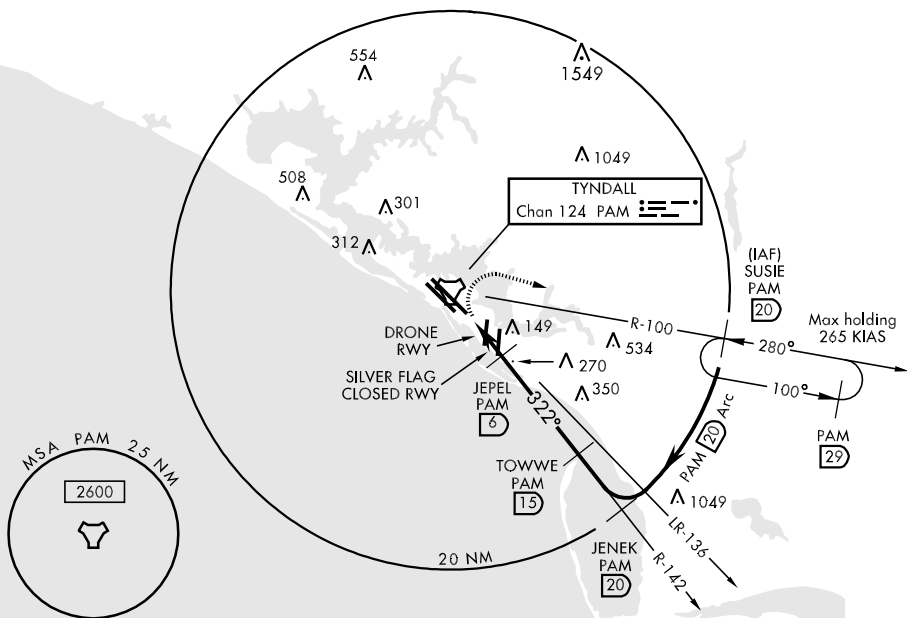 554
1549
1049
508
301
312
TYNDALL
Chan 124 PAM
(IAF)
SUSIE
PAM
20
R-100
Max holding
265 KIAS
280°
100°
PAM
29
149
534
270
350
DRONE
RWY
SILVER FLAG
CLOSED RWY
JEPEL
PAM
6
322°
TOWWE
PAM
15
PAM 20 Arc
1049
LR-136
R-142
JENEK
PAM
20
20 NM
MSA PAM 25 NM
2600